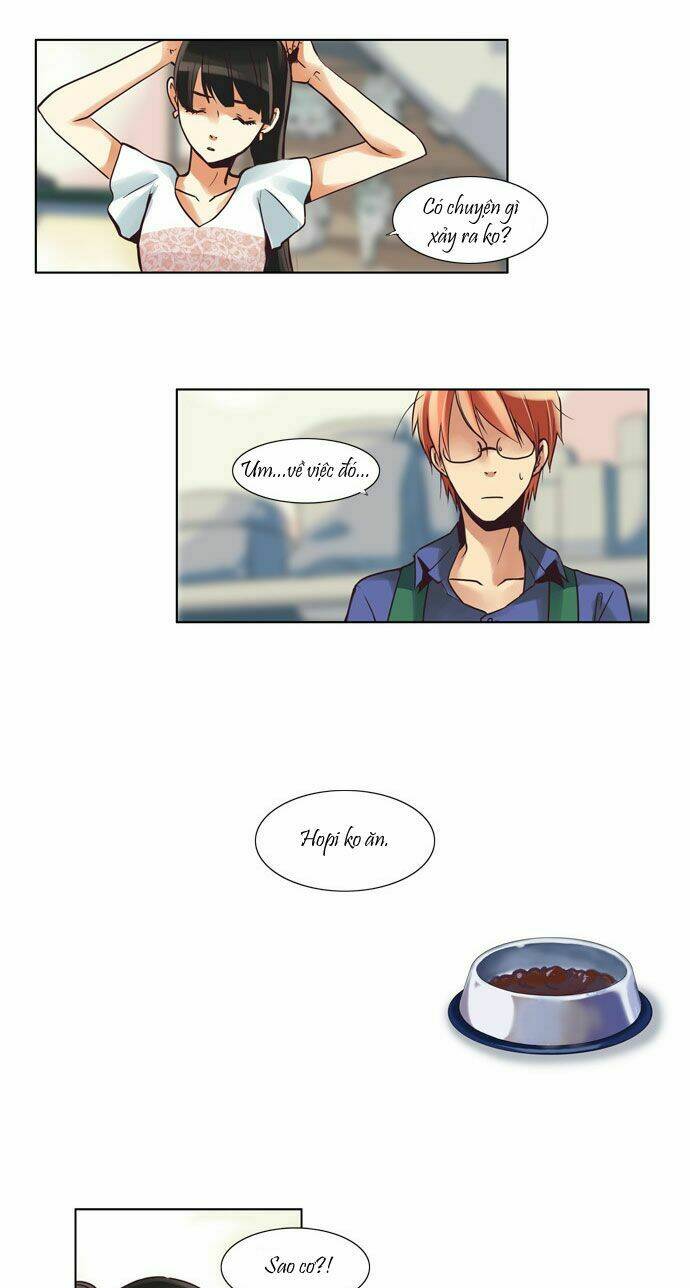 Có chuyện gì
xảy ra ko?
Um...về việc đó...
Hopi ko ăn.
Sao cơ?!